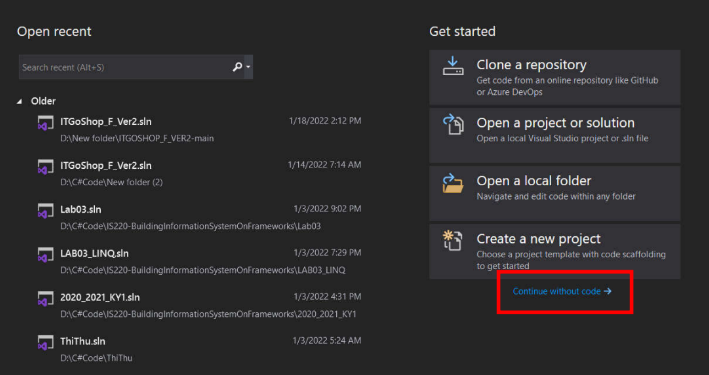 Open recent
Search recent (Alt+S)
Older
ITGoShop_F_Ver2.sln 1/18/2022 2:12 PM
D:\New folder\ITGOSHOP_F_VER2-main
ITGoShop_F_Ver2.sln 1/14/2022 7:14 AM
D:\C#Code\New folder (2)
Lab03.sln 1/3/2022 9:02 PM
D:\C#Code\IS220-BuildingInformationSystemOnFrameworks\Lab03
LAB03_LINQ.sln 1/3/2022 7:29 PM
D:\C#Code\IS220-BuildingInformationSystemOnFrameworks\LAB03_LINQ
2020_2021_KY1.sln 1/3/2022 4:31 PM
D:\C#Code\IS220-BuildingInformationSystemOnFrameworks\2020_2021_KY1
ThiThu.sln 1/3/2022 5:24 AM
D:\C#Code\ThiThu
Get started
Clone a repository
Get code from an online repository like GitHub
or Azure DevOps
Open a project or solution
Open a local Visual Studio project or .sln file
Open a local folder
Navigate and edit code within any folder
Create a new project
Choose a project template with code scaffolding
to get started
Continue without code →